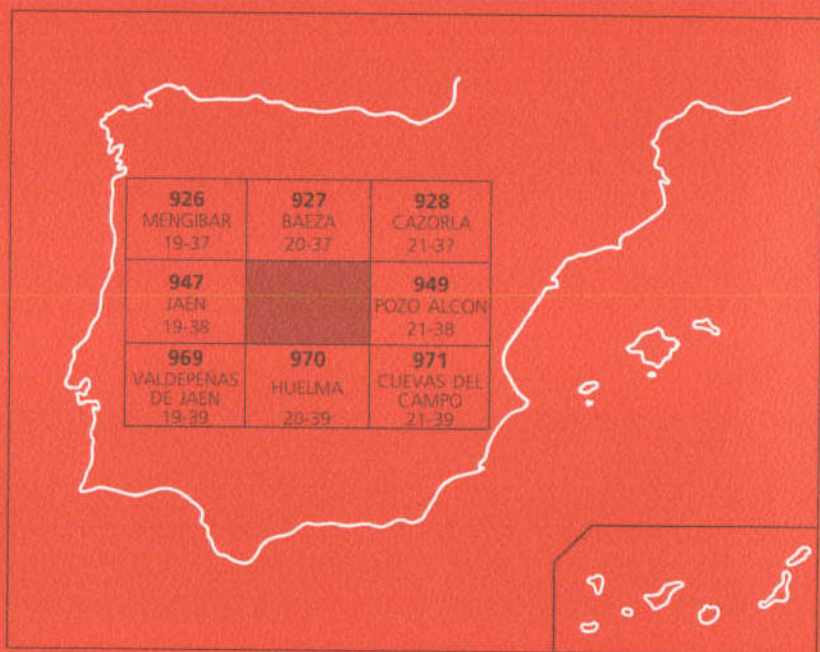 926
MENGIBAR
19-37
927
BAEZA
20-37
928
CAZORLA
21-37
947
JAEN
19-38
949
POZO ALCON
21-38
969
VALDEPEÑAS
DE JAEN
19-39
970
HUELMA
20-39
971
CUEVAS DEL
CAMPO
21-39